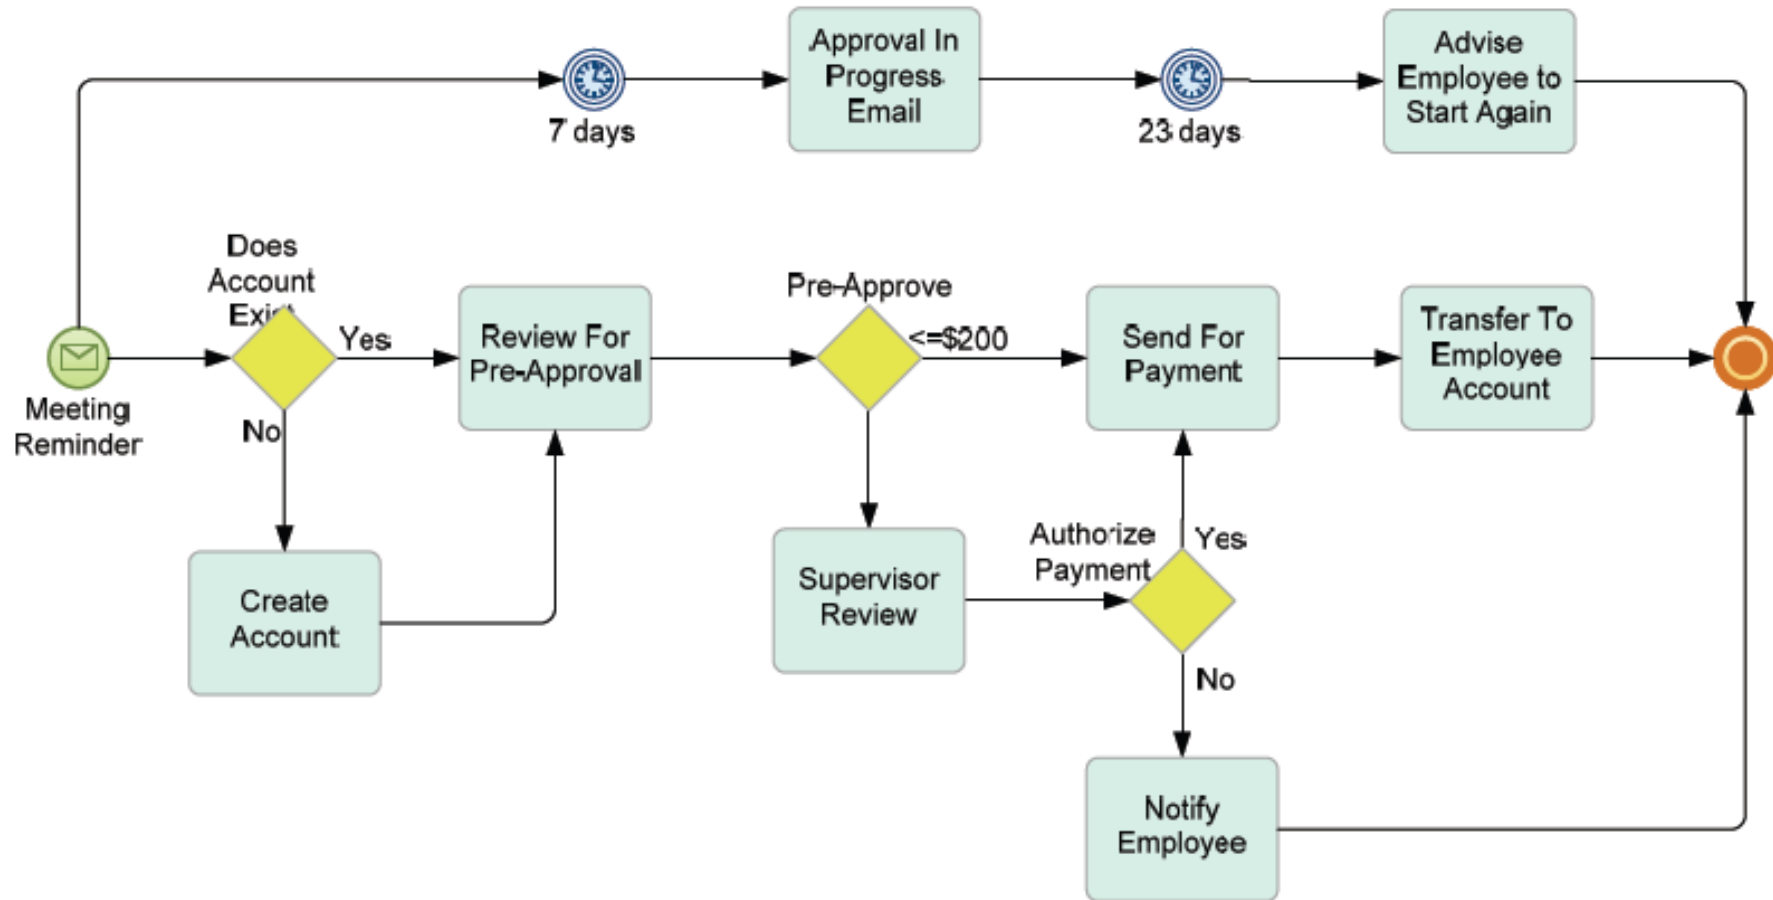 Approval In
Progress
Email
Advise
Employee to
Start Again
7 days
23 days
Does
Account
Exist
Yes
Pre-Approve
<=$200
Review For
Pre-Approval
Send For
Payment
Transfer To
Employee
Account
Meeting
Reminder
No
Create
Account
Supervisor
Review
Authorize
Payment
Yes
No
Notify
Employee